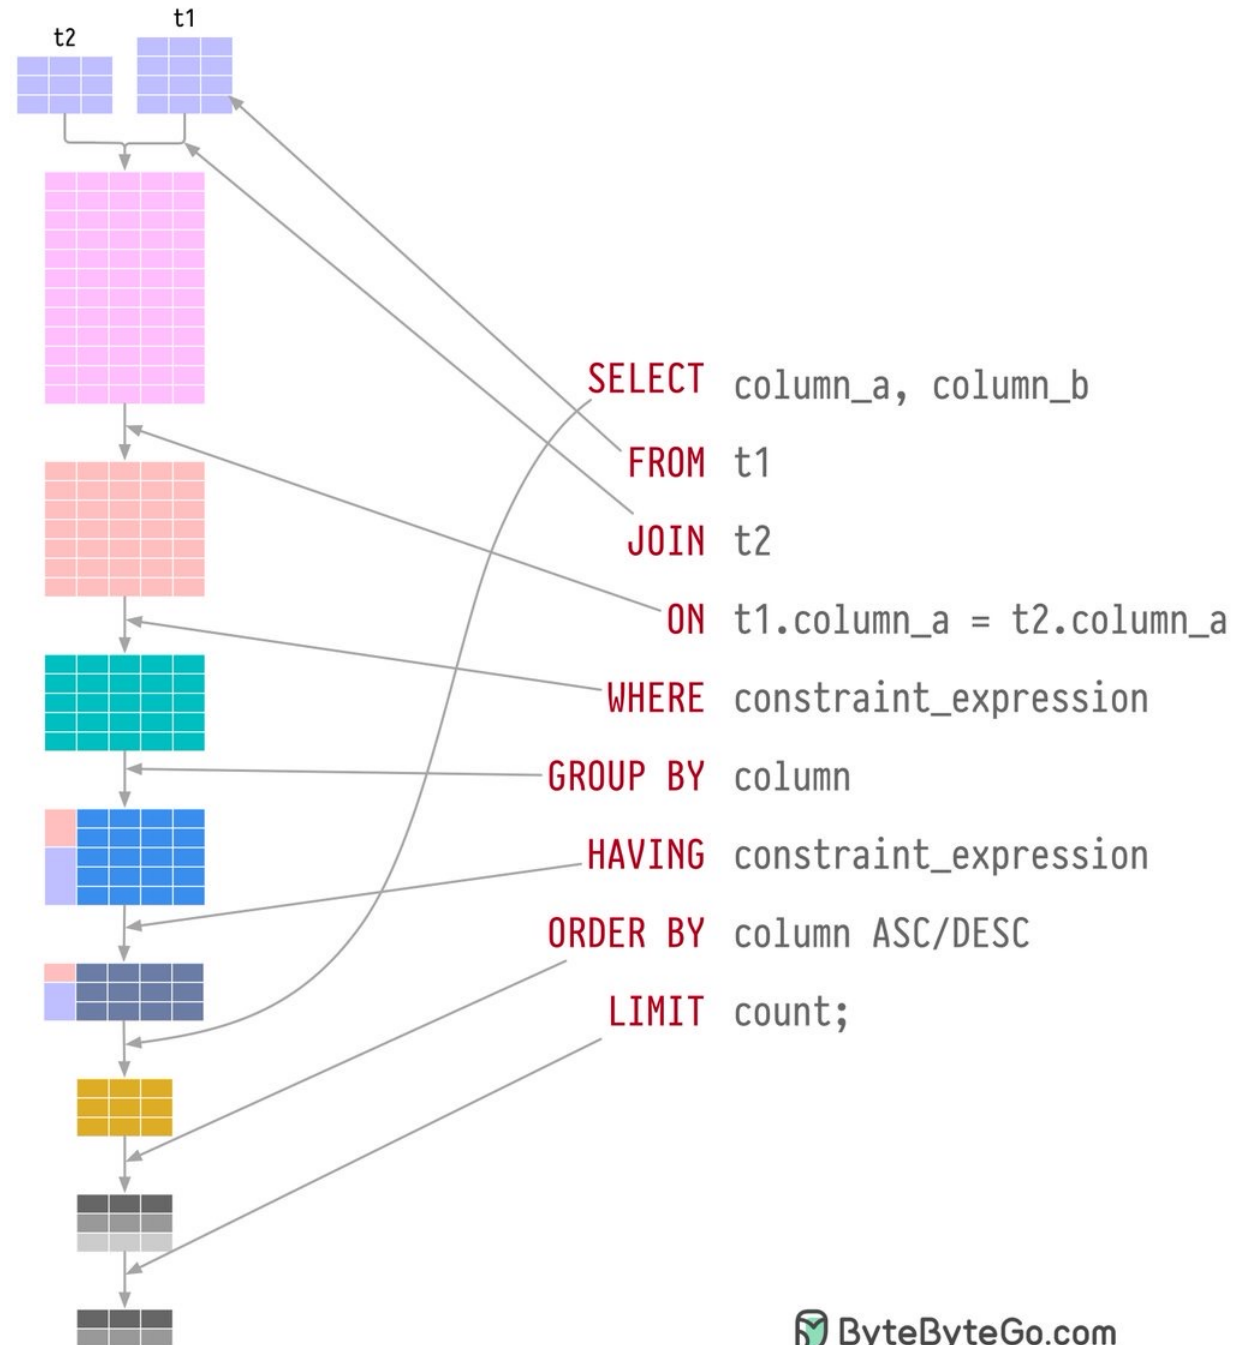 t2
t1
SELECT column_a, column_b
FROM t1
JOIN t2
ON t1.column_a = t2.column_a
WHERE constraint_expression
GROUP BY column
HAVING constraint_expression
ORDER BY column ASC/DESC
LIMIT count;
ByteByteGo.com